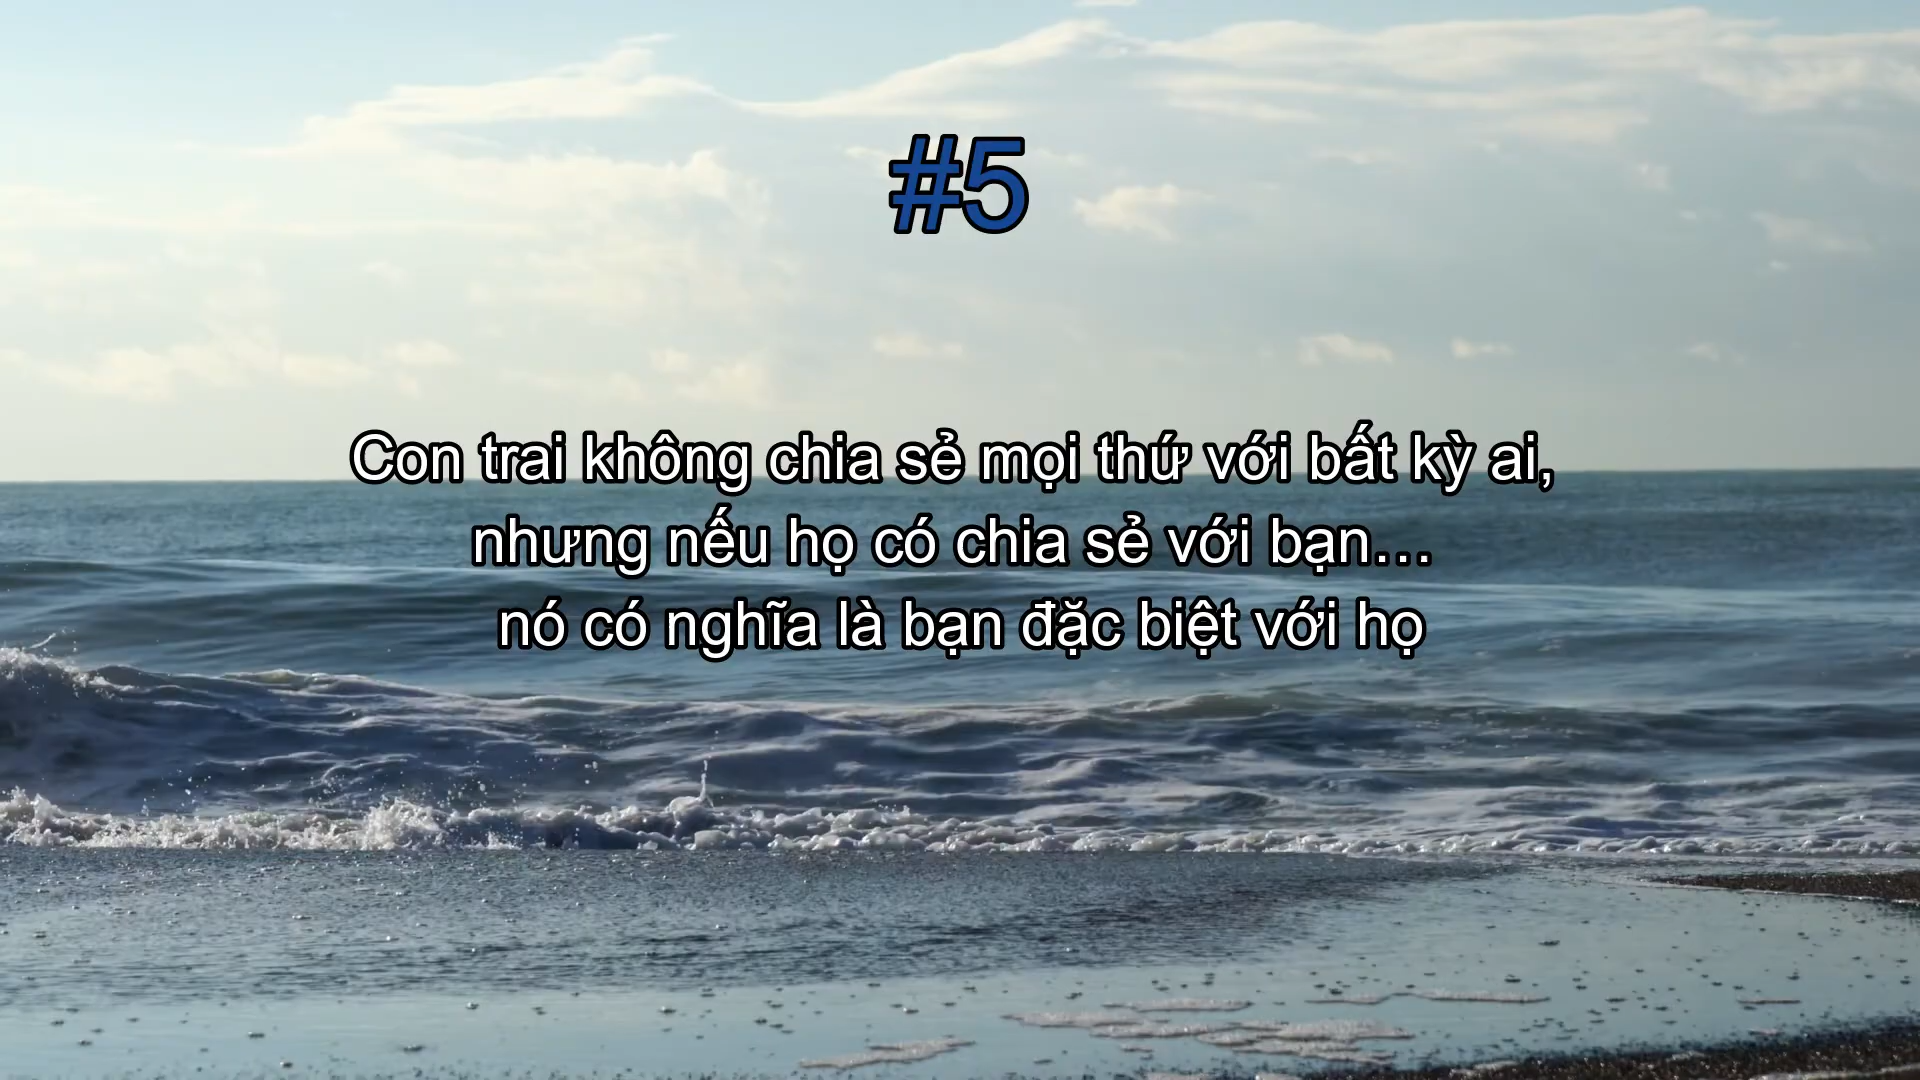 #5
Con trai không chia sẻ mọi thứ với bất kỳ ai,
nhưng nếu họ có chia sẻ với bạn...
nó có nghĩa là bạn đặc biệt với họ